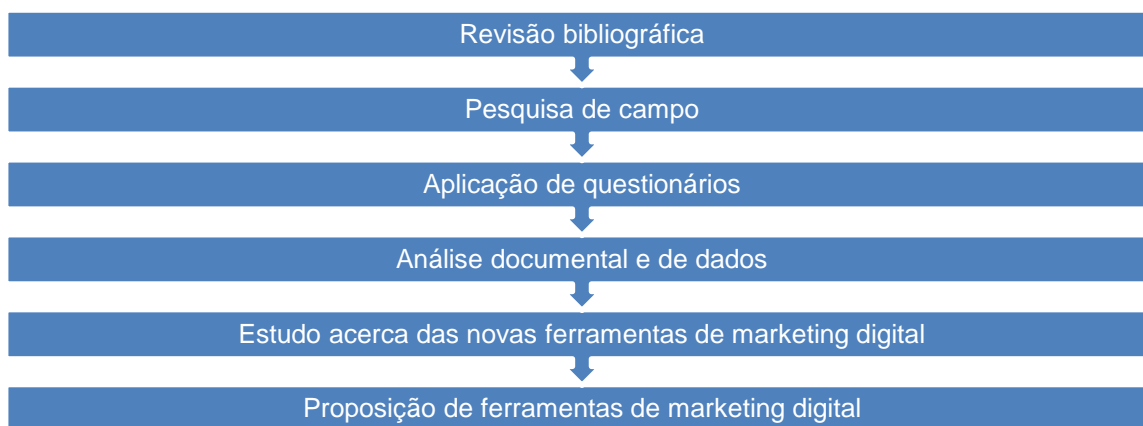 Revisão bibliográfica
Pesquisa de campo
Aplicação de questionários
Análise documental e de dados
Estudo acerca das novas ferramentas de marketing digital
Proposição de ferramentas de marketing digital